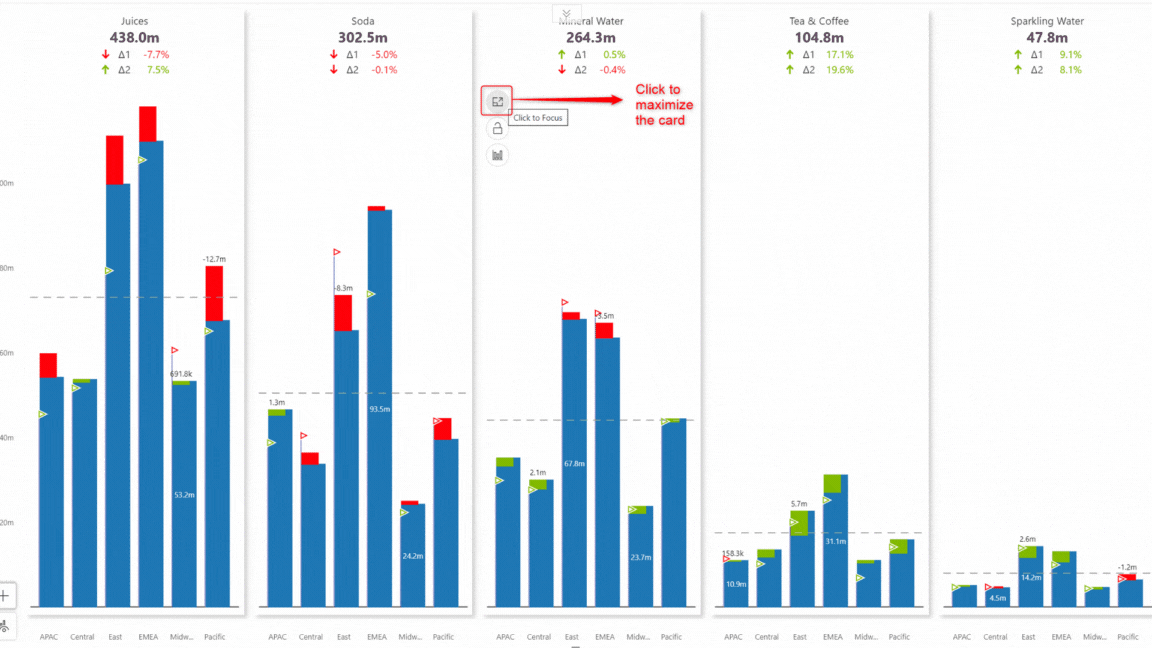 Juices
438.0m
Δ1 -7.7%
Δ2 7.5%
Soda
302.5m
Δ1 -5.0%
Δ2 -0.1%
Mineral Water
264.3m
Δ1 0.5%
Δ2 -0.4%
Tea & Coffee
104.8m
Δ1 17.1%
Δ2 19.6%
Sparkling Water
47.8m
Δ1 9.1%
Δ2 8.1%
Click to
maximize
the card
Click to Focus
00m
80m
60m
40m
20m
-12.7m
691.8k
53.2m
1.3m
-8.3m
93.5m
24.2m
-3.5m
2.1m
67.8m
23.7m
5.7m
158.3k
31.1m
10.9m
2.6m
-1.2m
14.2m
4.5m
APAC Central East EMEA Midw... Pacific
APAC Central East EMEA Midw... Pacific
APAC Central East EMEA Midw... Pacific
APAC Central East EMEA Midw... Pacific
APAC Central East EMEA Midw... Pacific